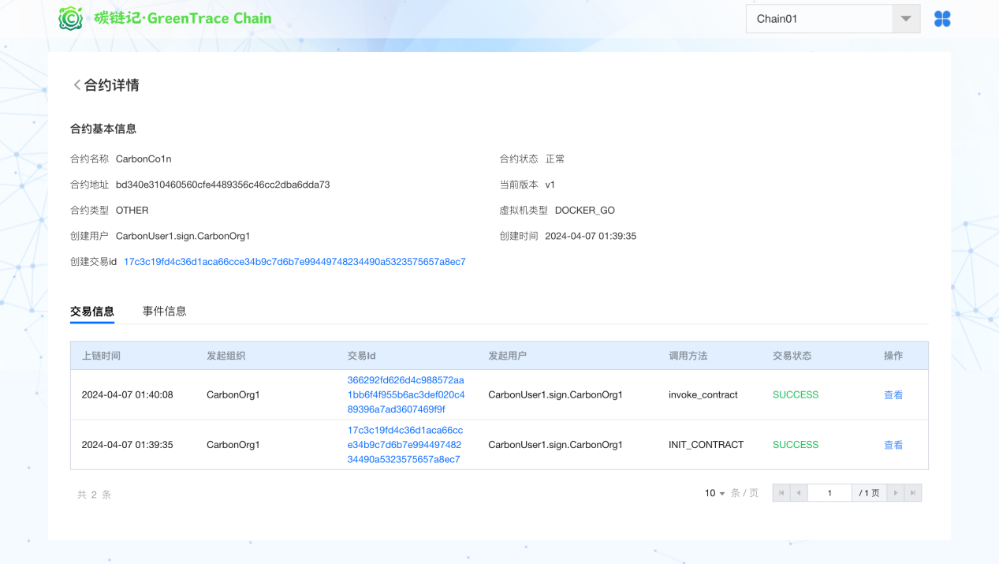 碳链记·GreenTrace Chain
Chain01
合约详情
合约基本信息
合约名称 CarbonCo1n
合约状态 正常
合约地址 bd340e310460560cfe4489356c46cc2dba6dda73
当前版本 v1
合约类型 OTHER
虚拟机类型 DOCKER_GO
创建用户 CarbonUser1.sign.CarbonOrg1
创建时间 2024-04-07 01:39:35
创建交易id 17c3c19fd4c36d1aca66cce34b9c7d6b7e99449748234490a5323575657a8ec7
交易信息 事件信息
上链时间 发起组织 交易Id 发起用户 调用方法 交易状态 操作
366292fd626d4c988572aa
2024-04-07 01:40:08 CarbonOrg1 1bb6f4f955b6ac3def020c4 CarbonUser1.sign.CarbonOrg1 invoke_contract SUCCESS 查看
89396a7ad3607469f9f
17c3c19fd4c36d1aca66cc
2024-04-07 01:39:35 CarbonOrg1 e34b9c7d6b7e994497482 CarbonUser1.sign.CarbonOrg1 INIT_CONTRACT SUCCESS 查看
34490a5323575657a8ec7
共 2 条
10 条 / 页 1 / 1 页